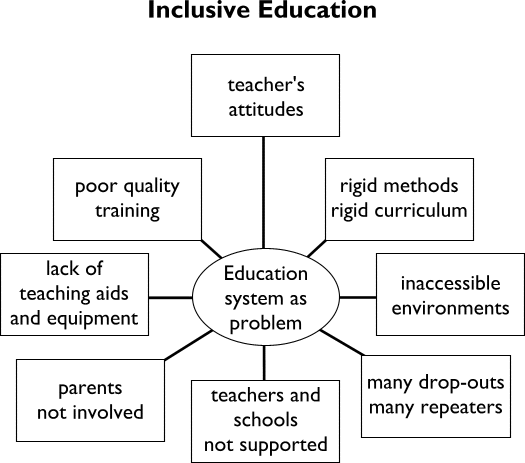 Inclusive Education
teacher's
attitudes
poor quality
training
rigid methods
rigid curriculum
lack of
teaching aids
and equipment
Education
system as
problem
inaccessible
environments
parents
not involved
teachers and
schools
not supported
many drop-outs
many repeaters